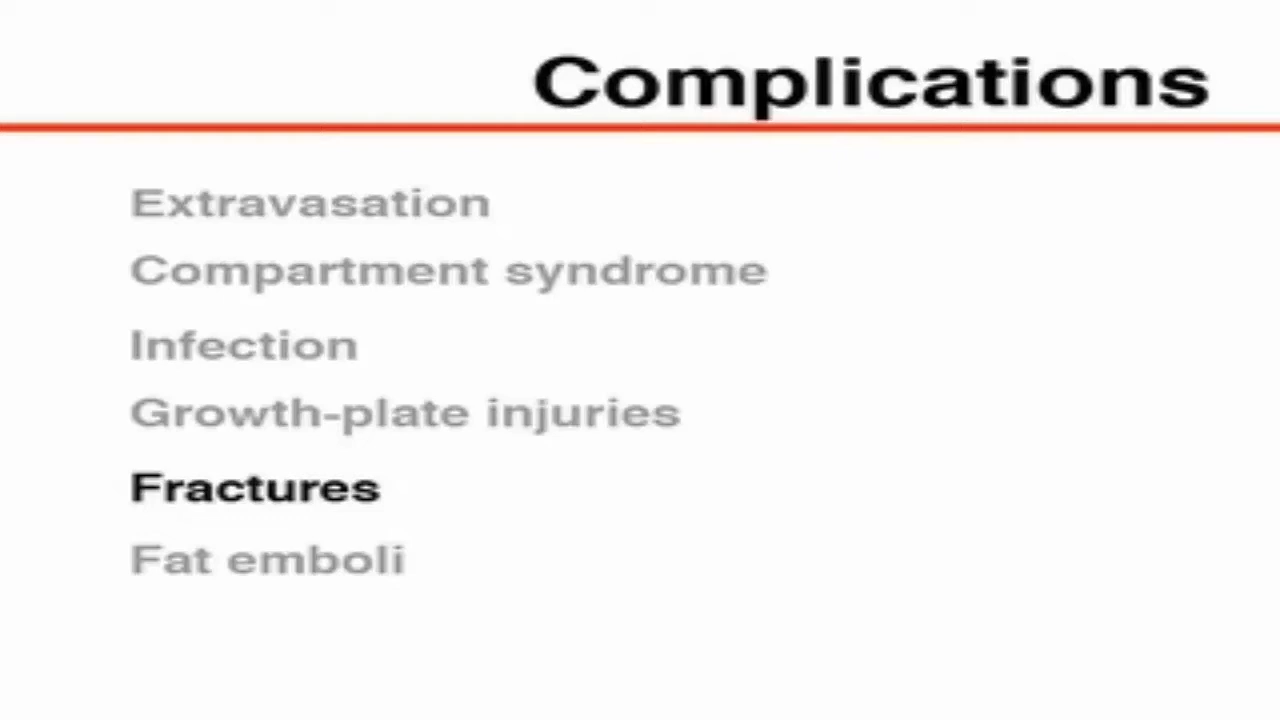 Complications
Extravasation
Compartment syndrome
Infection
Growth-plate injuries
Fractures
Fat emboli